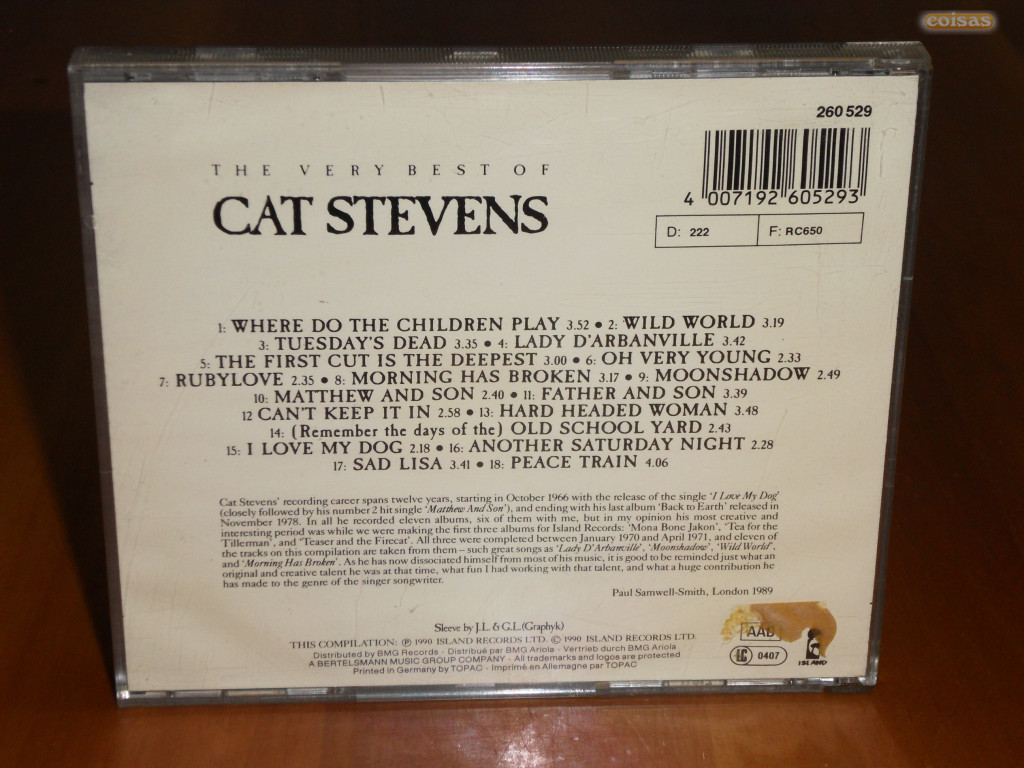 coisas
260 529
4 007192 605293
D: 222 F: RC650
THE VERY BEST OF
CAT STEVENS
1: WHERE DO THE CHILDREN PLAY 3.52 • 2: WILD WORLD 3.19
3: TUESDAY'S DEAD 3.35 • 4: LADY D'ARBANVILLE 3.42
5: THE FIRST CUT IS THE DEEPEST 3.00 • 6: OH VERY YOUNG 2.33
7: RUBYLOVE 2.35 • 8: MORNING HAS BROKEN 3.17 • 9: MOONSHADOW 2.49
10: MATTHEW AND SON 2.40 • 11: FATHER AND SON 3.39
12 CAN'T KEEP IT IN 2.58 • 13: HARD HEADED WOMAN 3.48
14: (Remember the days of the) OLD SCHOOL YARD 2.43
15: I LOVE MY DOG 2.18 • 16: ANOTHER SATURDAY NIGHT 2.28
17: SAD LISA 3.41 • 18: PEACE TRAIN 4.06
Cat Stevens' recording career spans twelve years, starting in October 1966 with the release of the single 'I Love My Dog'
(closely followed by his number 2 hit single 'Matthew And Son'), and ending with his last album 'Back to Earth' released in
November 1978. In all he recorded eleven albums, six of them with me, but in my opinion his most creative and
interesting period was while we were making the first three albums for Island Records: 'Mona Bone Jakon', 'Tea for the
Tillerman', and 'Teaser and the Firecat'. All three were completed between January 1970 and April 1971, and eleven of
the tracks on this compilation are taken from them – such great songs as 'Lady D'Arbanville', 'Moonshadow', 'Wild World',
and 'Morning Has Broken'. As he has now dissociated himself from most of his music, it is good to be reminded just what an
original and creative talent he was at that time, what fun I had working with that talent, and what a huge contribution he
has made to the genre of the singer songwriter.
Paul Samwell-Smith, London 1989
Sleeve by J.L. & G.L. (Graphyk)
THIS COMPILATION: ℗ 1990 ISLAND RECORDS LTD. © 1990 ISLAND RECORDS LTD.
Distributed by BMG Records - Distribué par BMG Ariola - Vertrieb durch BMG Ariola
A BERTELSMANN MUSIC GROUP COMPANY - All trademarks and logos are protected
Printed in Germany by TOPAC - Imprimé en Allemagne par TOPAC
AAD
LC 0407
ISLAND